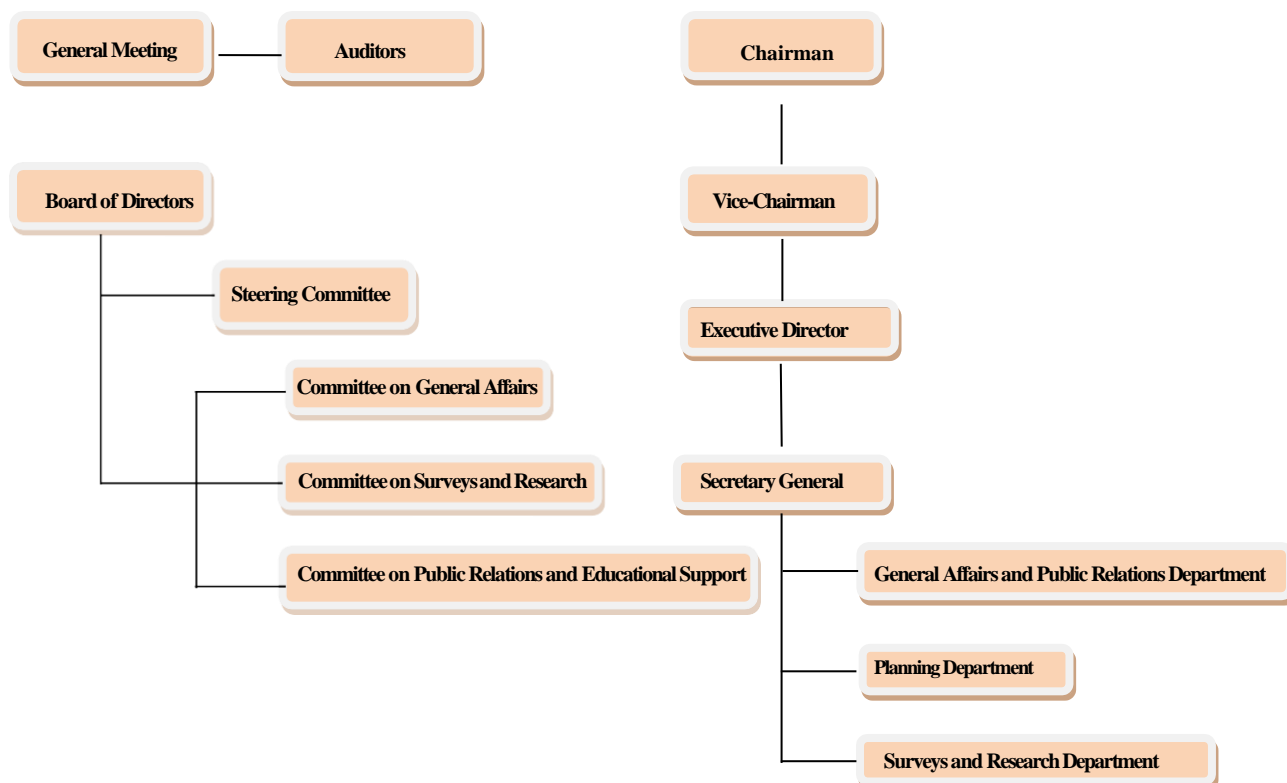 General Meeting
Auditors
Chairman
Board of Directors
Vice-Chairman
Steering Committee
Executive Director
Committee on General Affairs
Committee on Surveys and Research
Secretary General
Committee on Public Relations and Educational Support
General Affairs and Public Relations Department
Planning Department
Surveys and Research Department